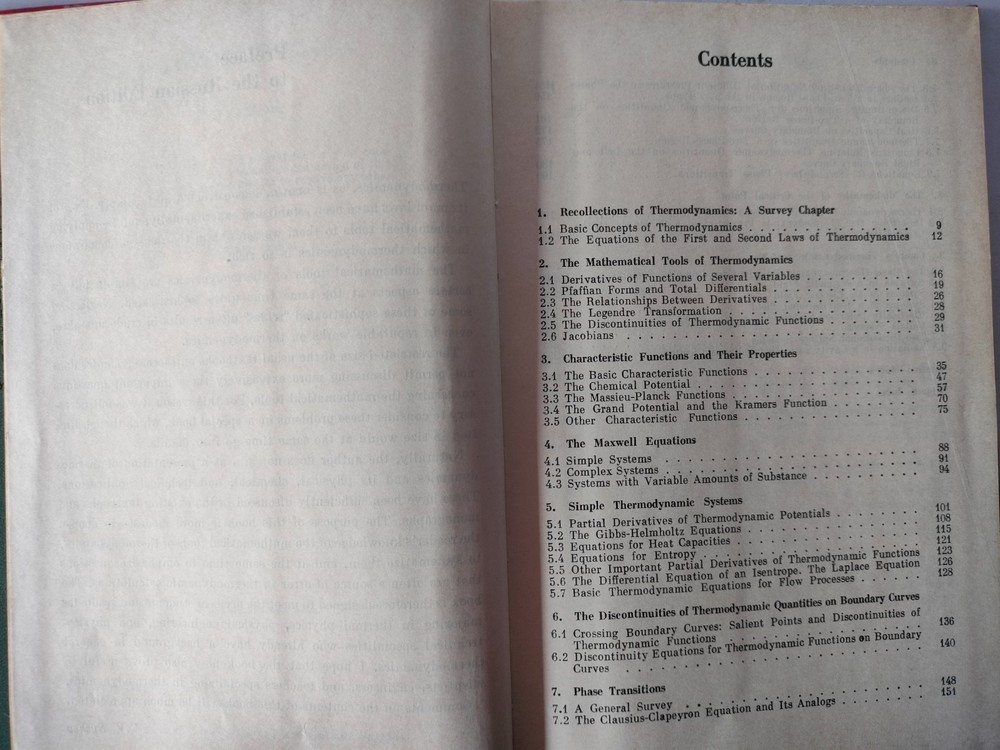 Contents
1. Recollections of Thermodynamics: A Survey Chapter
1.1 Basic Concepts of Thermodynamics . . . . . . . . . . . . . . 9
1.2 The Equations of the First and Second Laws of Thermodynamics 12
2. The Mathematical Tools of Thermodynamics
2.1 Derivatives of Functions of Several Variables . . . . . . . . . 16
2.2 Pfaffian Forms and Total Differentials . . . . . . . . . . . . 19
2.3 The Relationships Between Derivatives . . . . . . . . . . . . 26
2.4 The Legendre Transformation . . . . . . . . . . . . . . . 28
2.5 The Discontinuities of Thermodynamic Functions . . . . . . . 29
2.6 Jacobians . . . . . . . . . . . . . . . . . . . . . . . 31
3. Characteristic Functions and Their Properties
3.1 The Basic Characteristic Functions . . . . . . . . . . . . . 35
3.2 The Chemical Potential . . . . . . . . . . . . . . . . . 47
3.3 The Massieu-Planck Functions . . . . . . . . . . . . . . 57
3.4 The Grand Potential and the Kramers Function . . . . . . . 70
3.5 Other Characteristic Functions . . . . . . . . . . . . . . 75
4. The Maxwell Equations
4.1 Simple Systems . . . . . . . . . . . . . . . . . . . . 88
4.2 Complex Systems . . . . . . . . . . . . . . . . . . . 91
4.3 Systems with Variable Amounts of Substance . . . . . . . . 94
5. Simple Thermodynamic Systems
5.1 Partial Derivatives of Thermodynamic Potentials . . . . . . . 101
5.2 The Gibbs-Helmholtz Equations . . . . . . . . . . . . . . 108
5.3 Equations for Heat Capacities . . . . . . . . . . . . . . 115
5.4 Equations for Entropy . . . . . . . . . . . . . . . . . 121
5.5 Other Important Partial Derivatives of Thermodynamic Functions 123
5.6 The Differential Equation of an Isentrope. The Laplace Equation 126
5.7 Basic Thermodynamic Equations for Flow Processes . . . . . . 128
6. The Discontinuities of Thermodynamic Quantities on Boundary Curves
6.1 Crossing Boundary Curves: Salient Points and Discontinuities of
Thermodynamic Functions . . . . . . . . . . . . . . . . 136
6.2 Discontinuity Equations for Thermodynamic Functions on Boundary
Curves . . . . . . . . . . . . . . . . . . . . . . . 140
7. Phase Transitions
7.1 A General Survey . . . . . . . . . . . . . . . . . . . 148
7.2 The Clausius-Clapeyron Equation and Its Analogs . . . . . . . 151